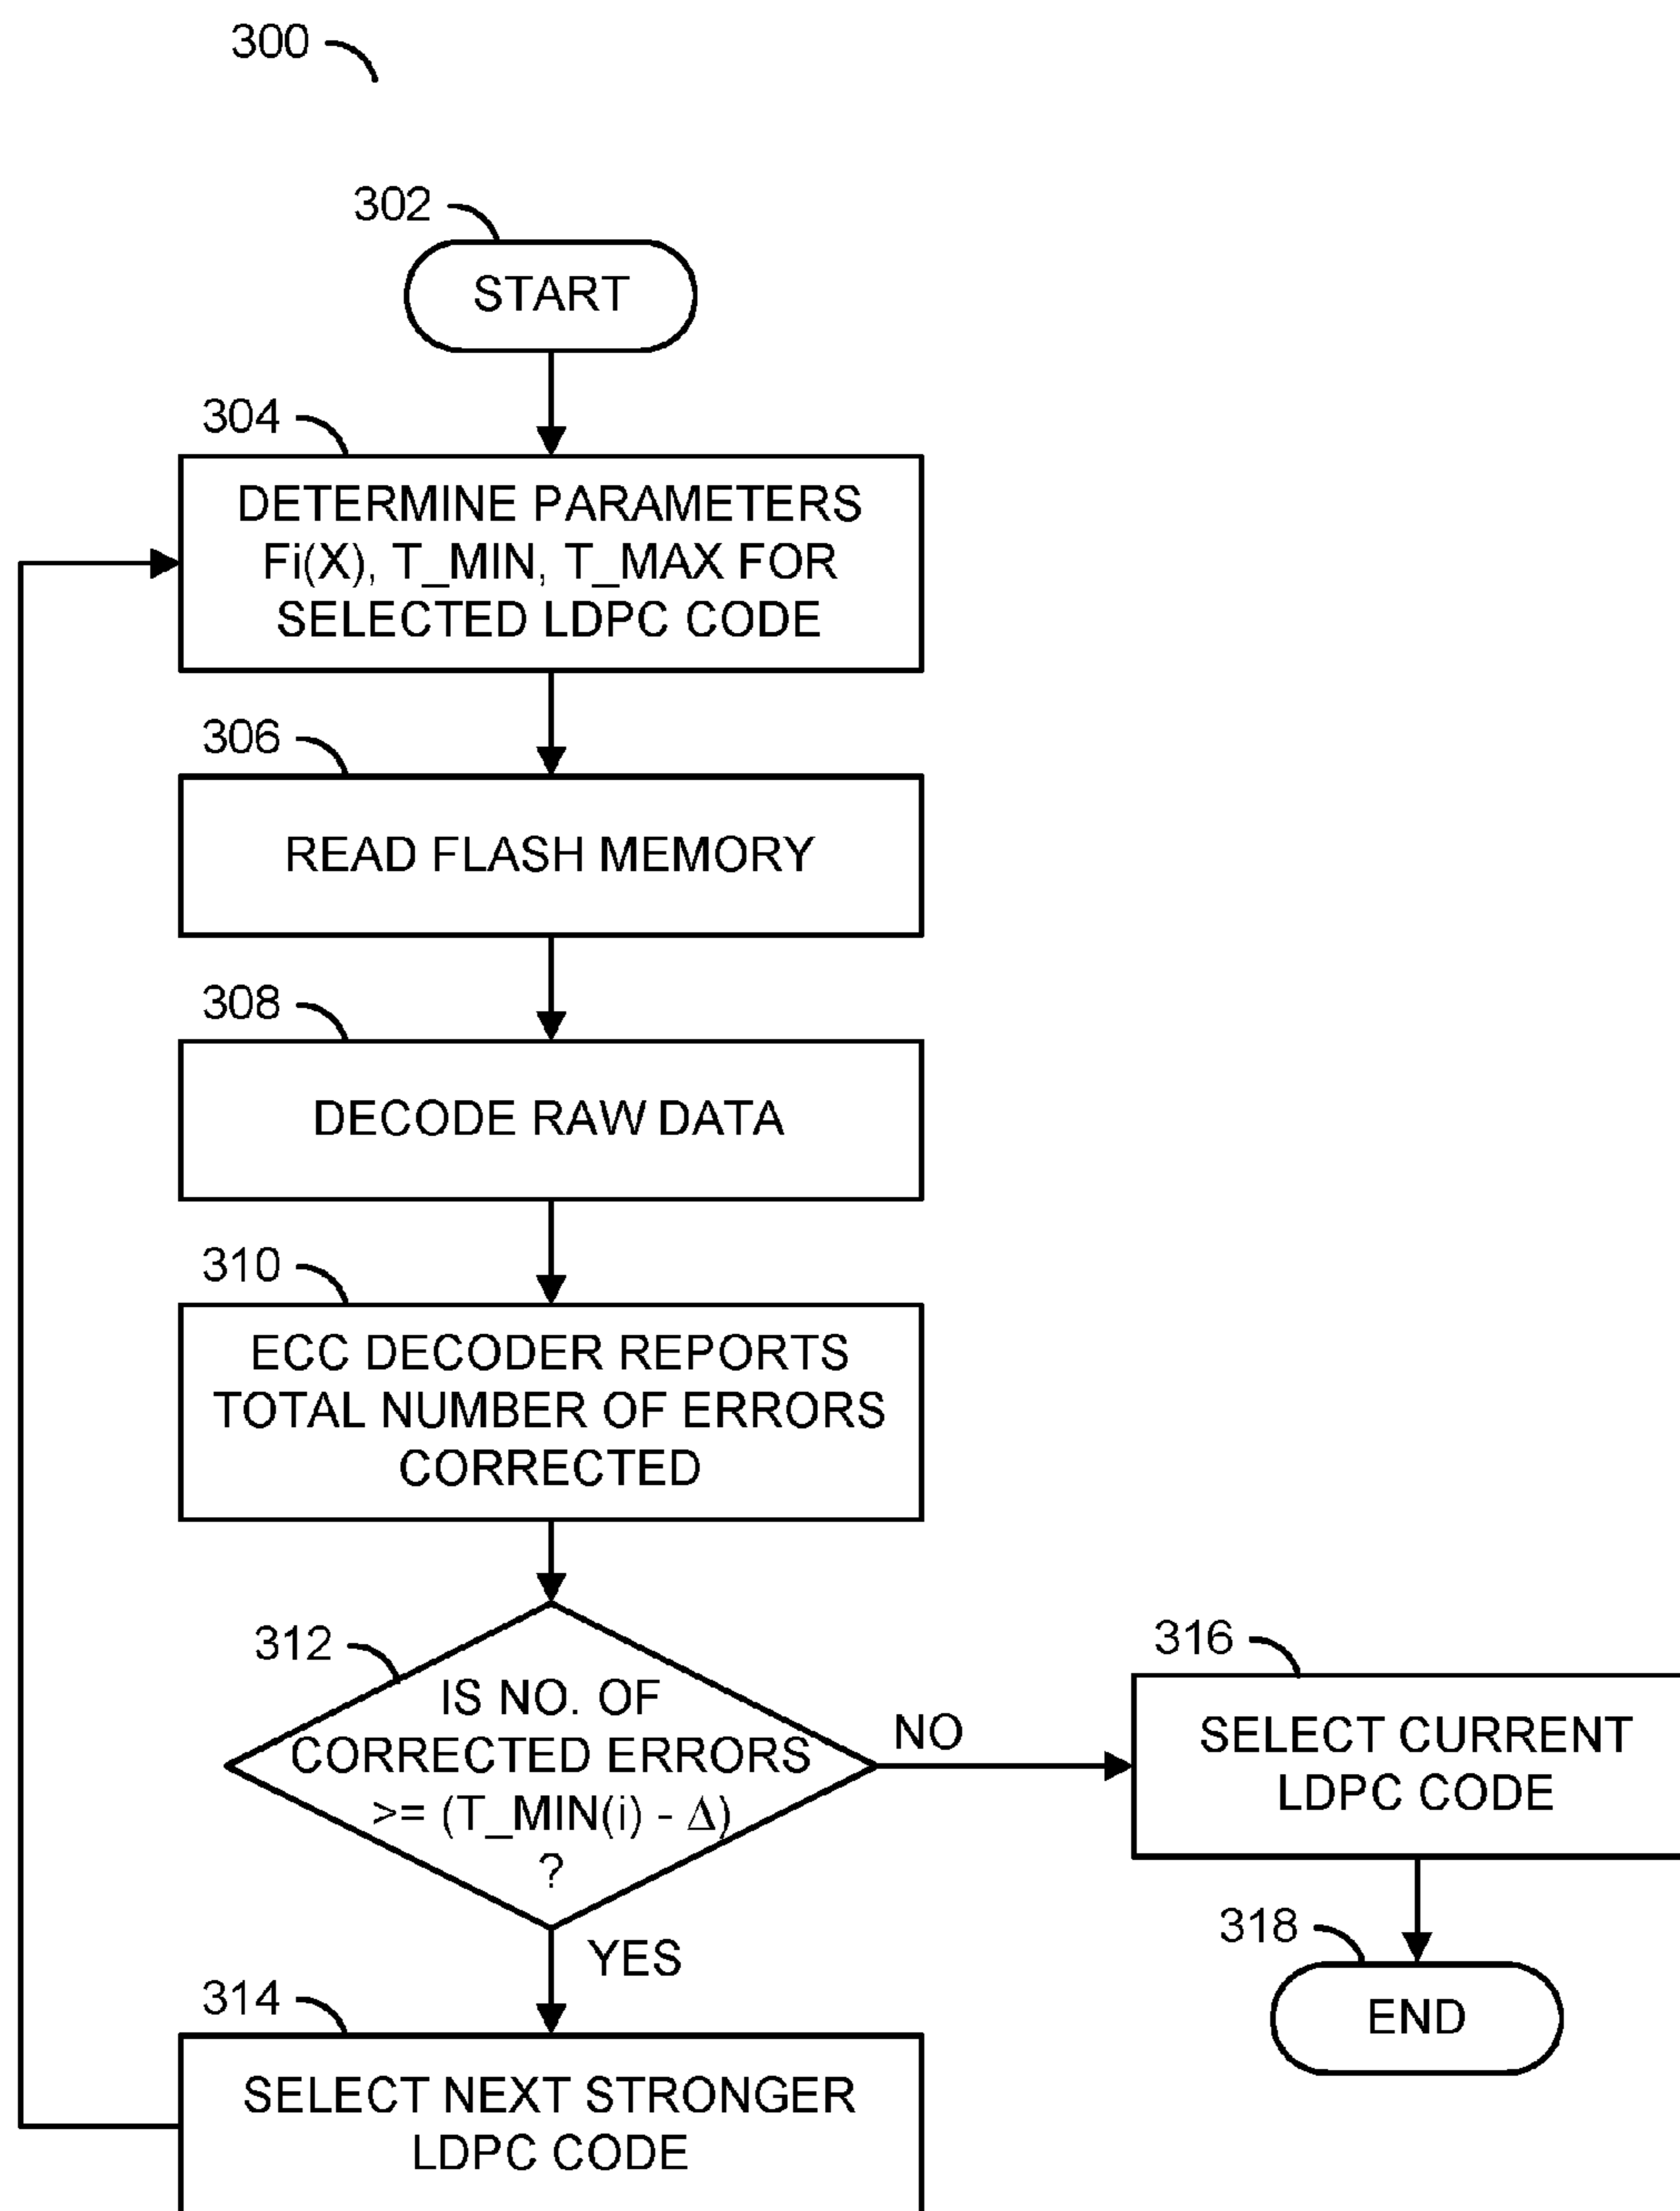 300
302
START
304
DETERMINE PARAMETERS
Fi(X), T_MIN, T_MAX FOR
SELECTED LDPC CODE
306
READ FLASH MEMORY
308
DECODE RAW DATA
310
ECC DECODER REPORTS
TOTAL NUMBER OF ERRORS
CORRECTED
312
IS NO. OF
CORRECTED ERRORS
>= (T_MIN(i) - Δ)
?
NO
316
SELECT CURRENT
LDPC CODE
YES
318
END
314
SELECT NEXT STRONGER
LDPC CODE